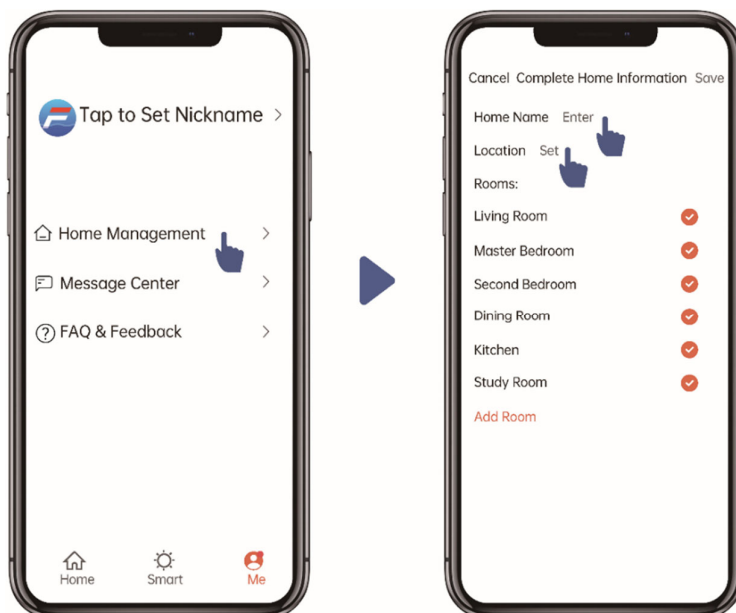 Tap to Set Nickname
Home Management
Message Center
FAQ & Feedback
Home Smart Me
Cancel Complete Home Information Save
Home Name Enter
Location Set
Rooms:
Living Room
Master Bedroom
Second Bedroom
Dining Room
Kitchen
Study Room
Add Room